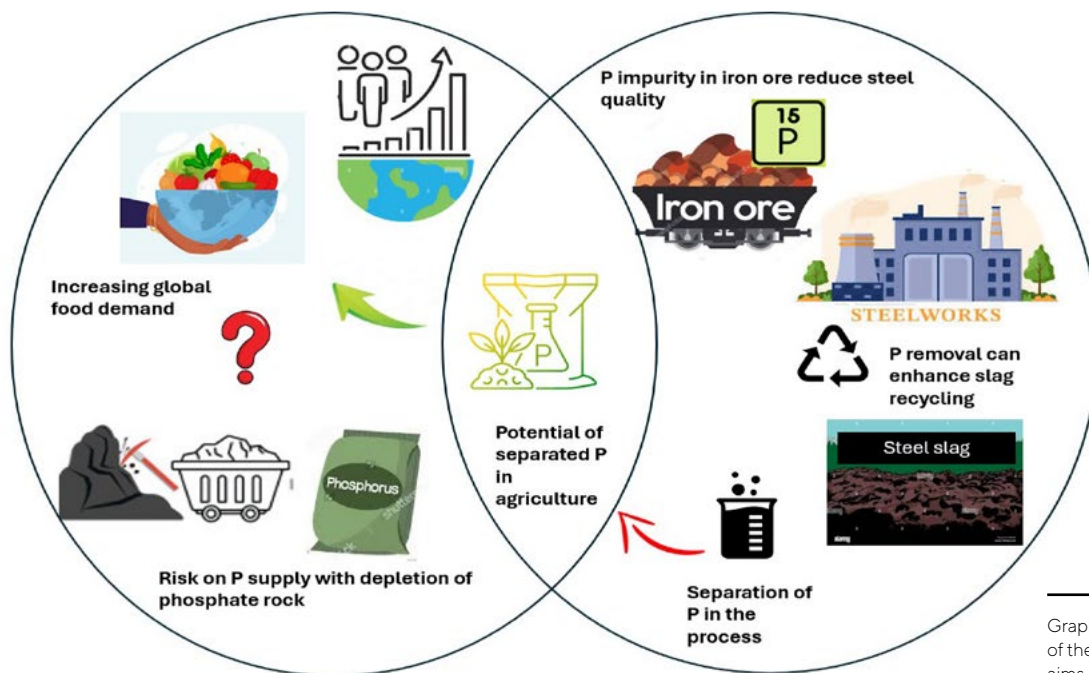 P impurity in iron ore reduce steel
quality
15
P
Iron ore
Increasing global
food demand
STEELWORKS
P removal can
enhance slag
recycling
P
Potential of
separated P
in
agriculture
Steel slag
Phosphorus
Risk on P supply with depletion of
phosphate rock
Separation of
P in the
process
Grap
of the
aims